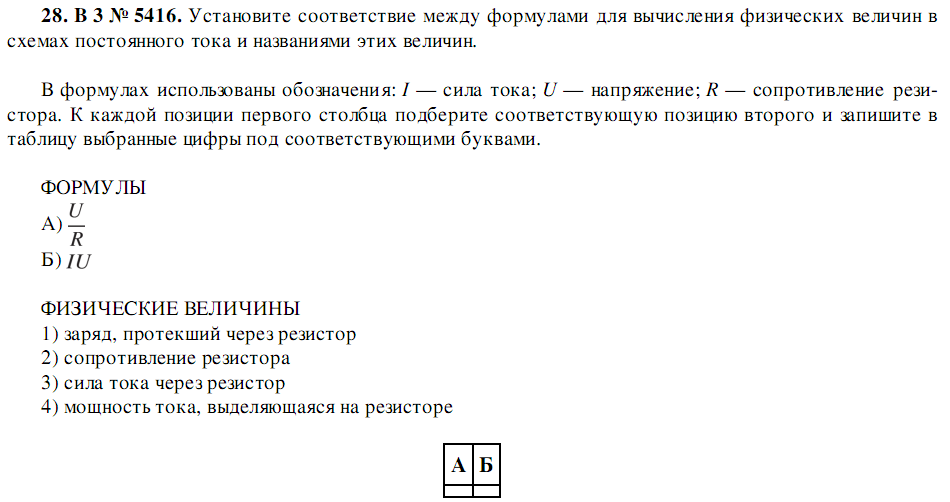 28. В 3 № 5416. Установите соответствие между формулами для вычисления физических величин в
схемах постоянного тока и названиями этих величин.
В формулах использованы обозначения: I — сила тока; U — напряжение; R — сопротивление рези-
стора. К каждой позиции первого столбца подберите соответствующую позицию второго и запишите в
таблицу выбранные цифры под соответствующими буквами.
ФОРМУЛЫ
А) U/R
Б) IU
ФИЗИЧЕСКИЕ ВЕЛИЧИНЫ
1) заряд, протекший через резистор
2) сопротивление резистора
3) сила тока через резистор
4) мощность тока, выделяющаяся на резисторе
А Б